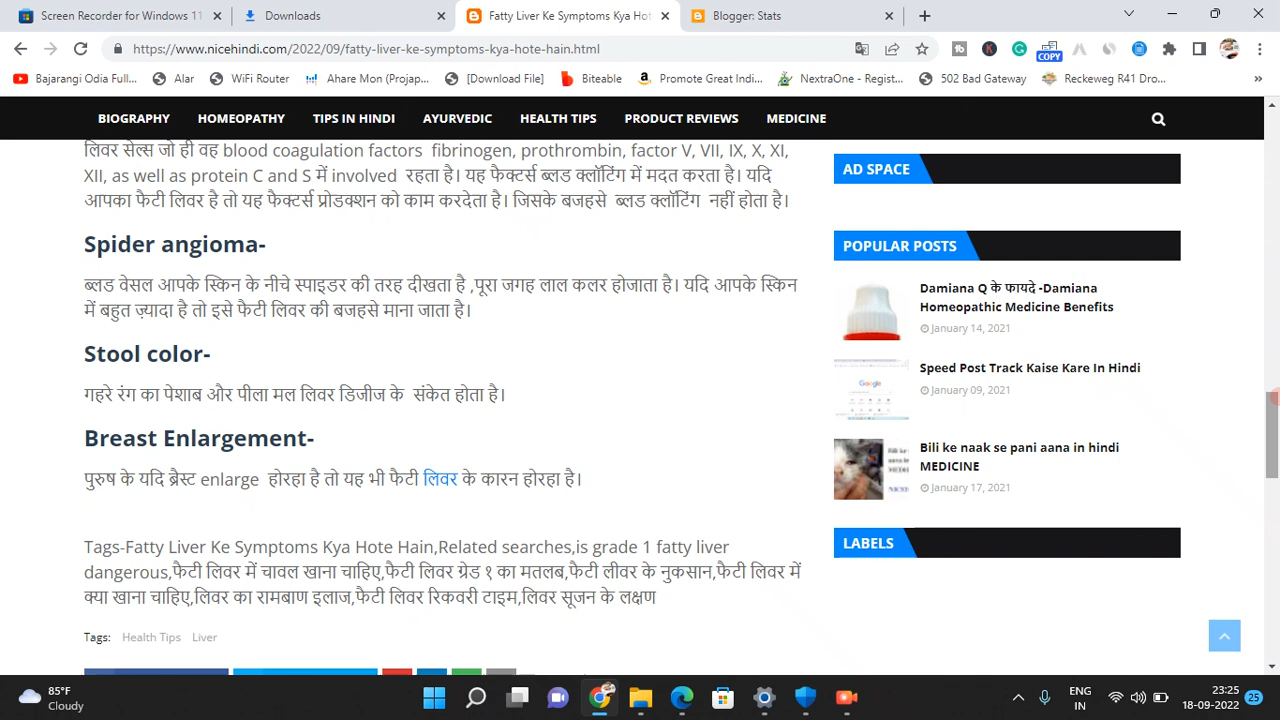 Screen Recorder for Windows 11
Downloads
Fatty Liver Ke Symptoms Kya Hot
Blogger: Stats
https://www.nicehindi.com/2022/09/fatty-liver-ke-symptoms-kya-hote-hain.html
COPY
Bajarangi Odia Full...
Alar
WiFi Router
Ahare Mon (Projap...
[Download File]
Biteable
Promote Great Indi...
NextraOne - Regist...
502 Bad Gateway
Reckeweg R41 Dro...
BIOGRAPHY HOMEOPATHY TIPS IN HINDI AYURVEDIC HEALTH TIPS PRODUCT REVIEWS MEDICINE
लिवर सेल्स जो ही वह blood coagulation factors fibrinogen, prothrombin, factor V, VII, IX, X, XI,
XII, as well as protein C and S में involved रहता है। यह फैक्टर्स ब्लड क्लॉटिंग में मदत करता है। यदि
आपका फैटी लिवर है तो यह फैक्टर्स प्रोडक्शन को काम करदेता है। जिसके बजहसे ब्लड क्लॉटिंग नहीं होता है।
Spider angioma-
ब्लड वेसल आपके स्किन के नीचे स्पाइडर की तरह दीखता है ,पूरा जगह लाल कलर होजाता है। यदि आपके स्किन
में बहुत ज़्यादा है तो इसे फैटी लिवर की बजहसे माना जाता है।
Stool color-
गहरे रंग का पेशाब और पीला मल लिवर डिजीज के संकेत होता है।
Breast Enlargement-
पुरुष के यदि ब्रैस्ट enlarge होरहा है तो यह भी फैटी लिवर के कारन होरहा है।
Tags-Fatty Liver Ke Symptoms Kya Hote Hain,Related searches,is grade 1 fatty liver
dangerous,फैटी लिवर में चावल खाना चाहिए,फैटी लिवर ग्रेड १ का मतलब,फैटी लीवर के नुकसान,फैटी लिवर में
क्या खाना चाहिए,लिवर का रामबाण इलाज,फैटी लिवर रिकवरी टाइम,लिवर सूजन के लक्षण
Tags: Health Tips Liver
AD SPACE
POPULAR POSTS
Damiana Q के फायदे -Damiana
Homeopathic Medicine Benefits
January 14, 2021
Speed Post Track Kaise Kare In Hindi
January 09, 2021
Bili ke naak se pani aana in hindi
MEDICINE
January 17, 2021
LABELS
85°F
Cloudy
ENG
IN
23:25
18-09-2022
25